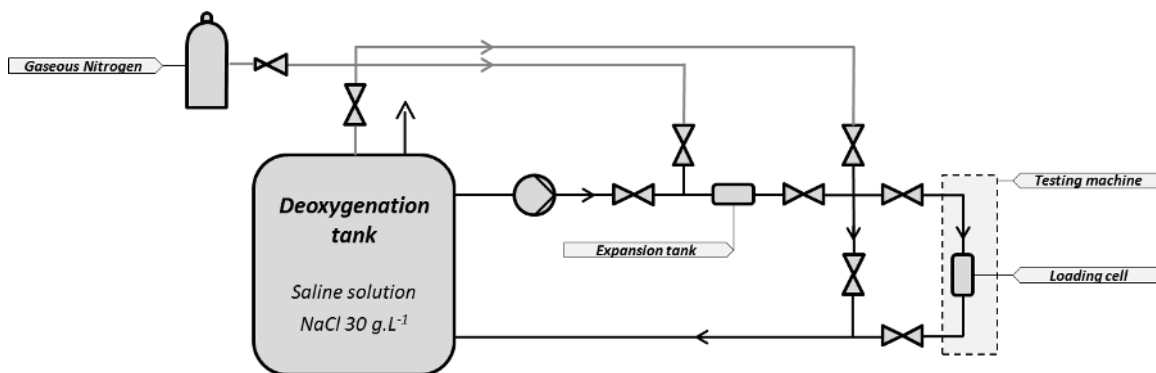 Gaseous Nitrogen
Deoxygenation
tank
Saline solution
NaCl 30 g.L⁻¹
Expansion tank
Testing machine
Loading cell